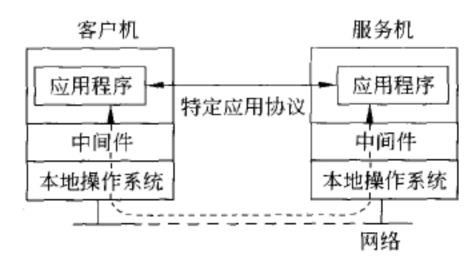 客户机 服务机
应用程序 应用程序
特定应用协议
中间件 中间件
本地操作系统 本地操作系统
网络